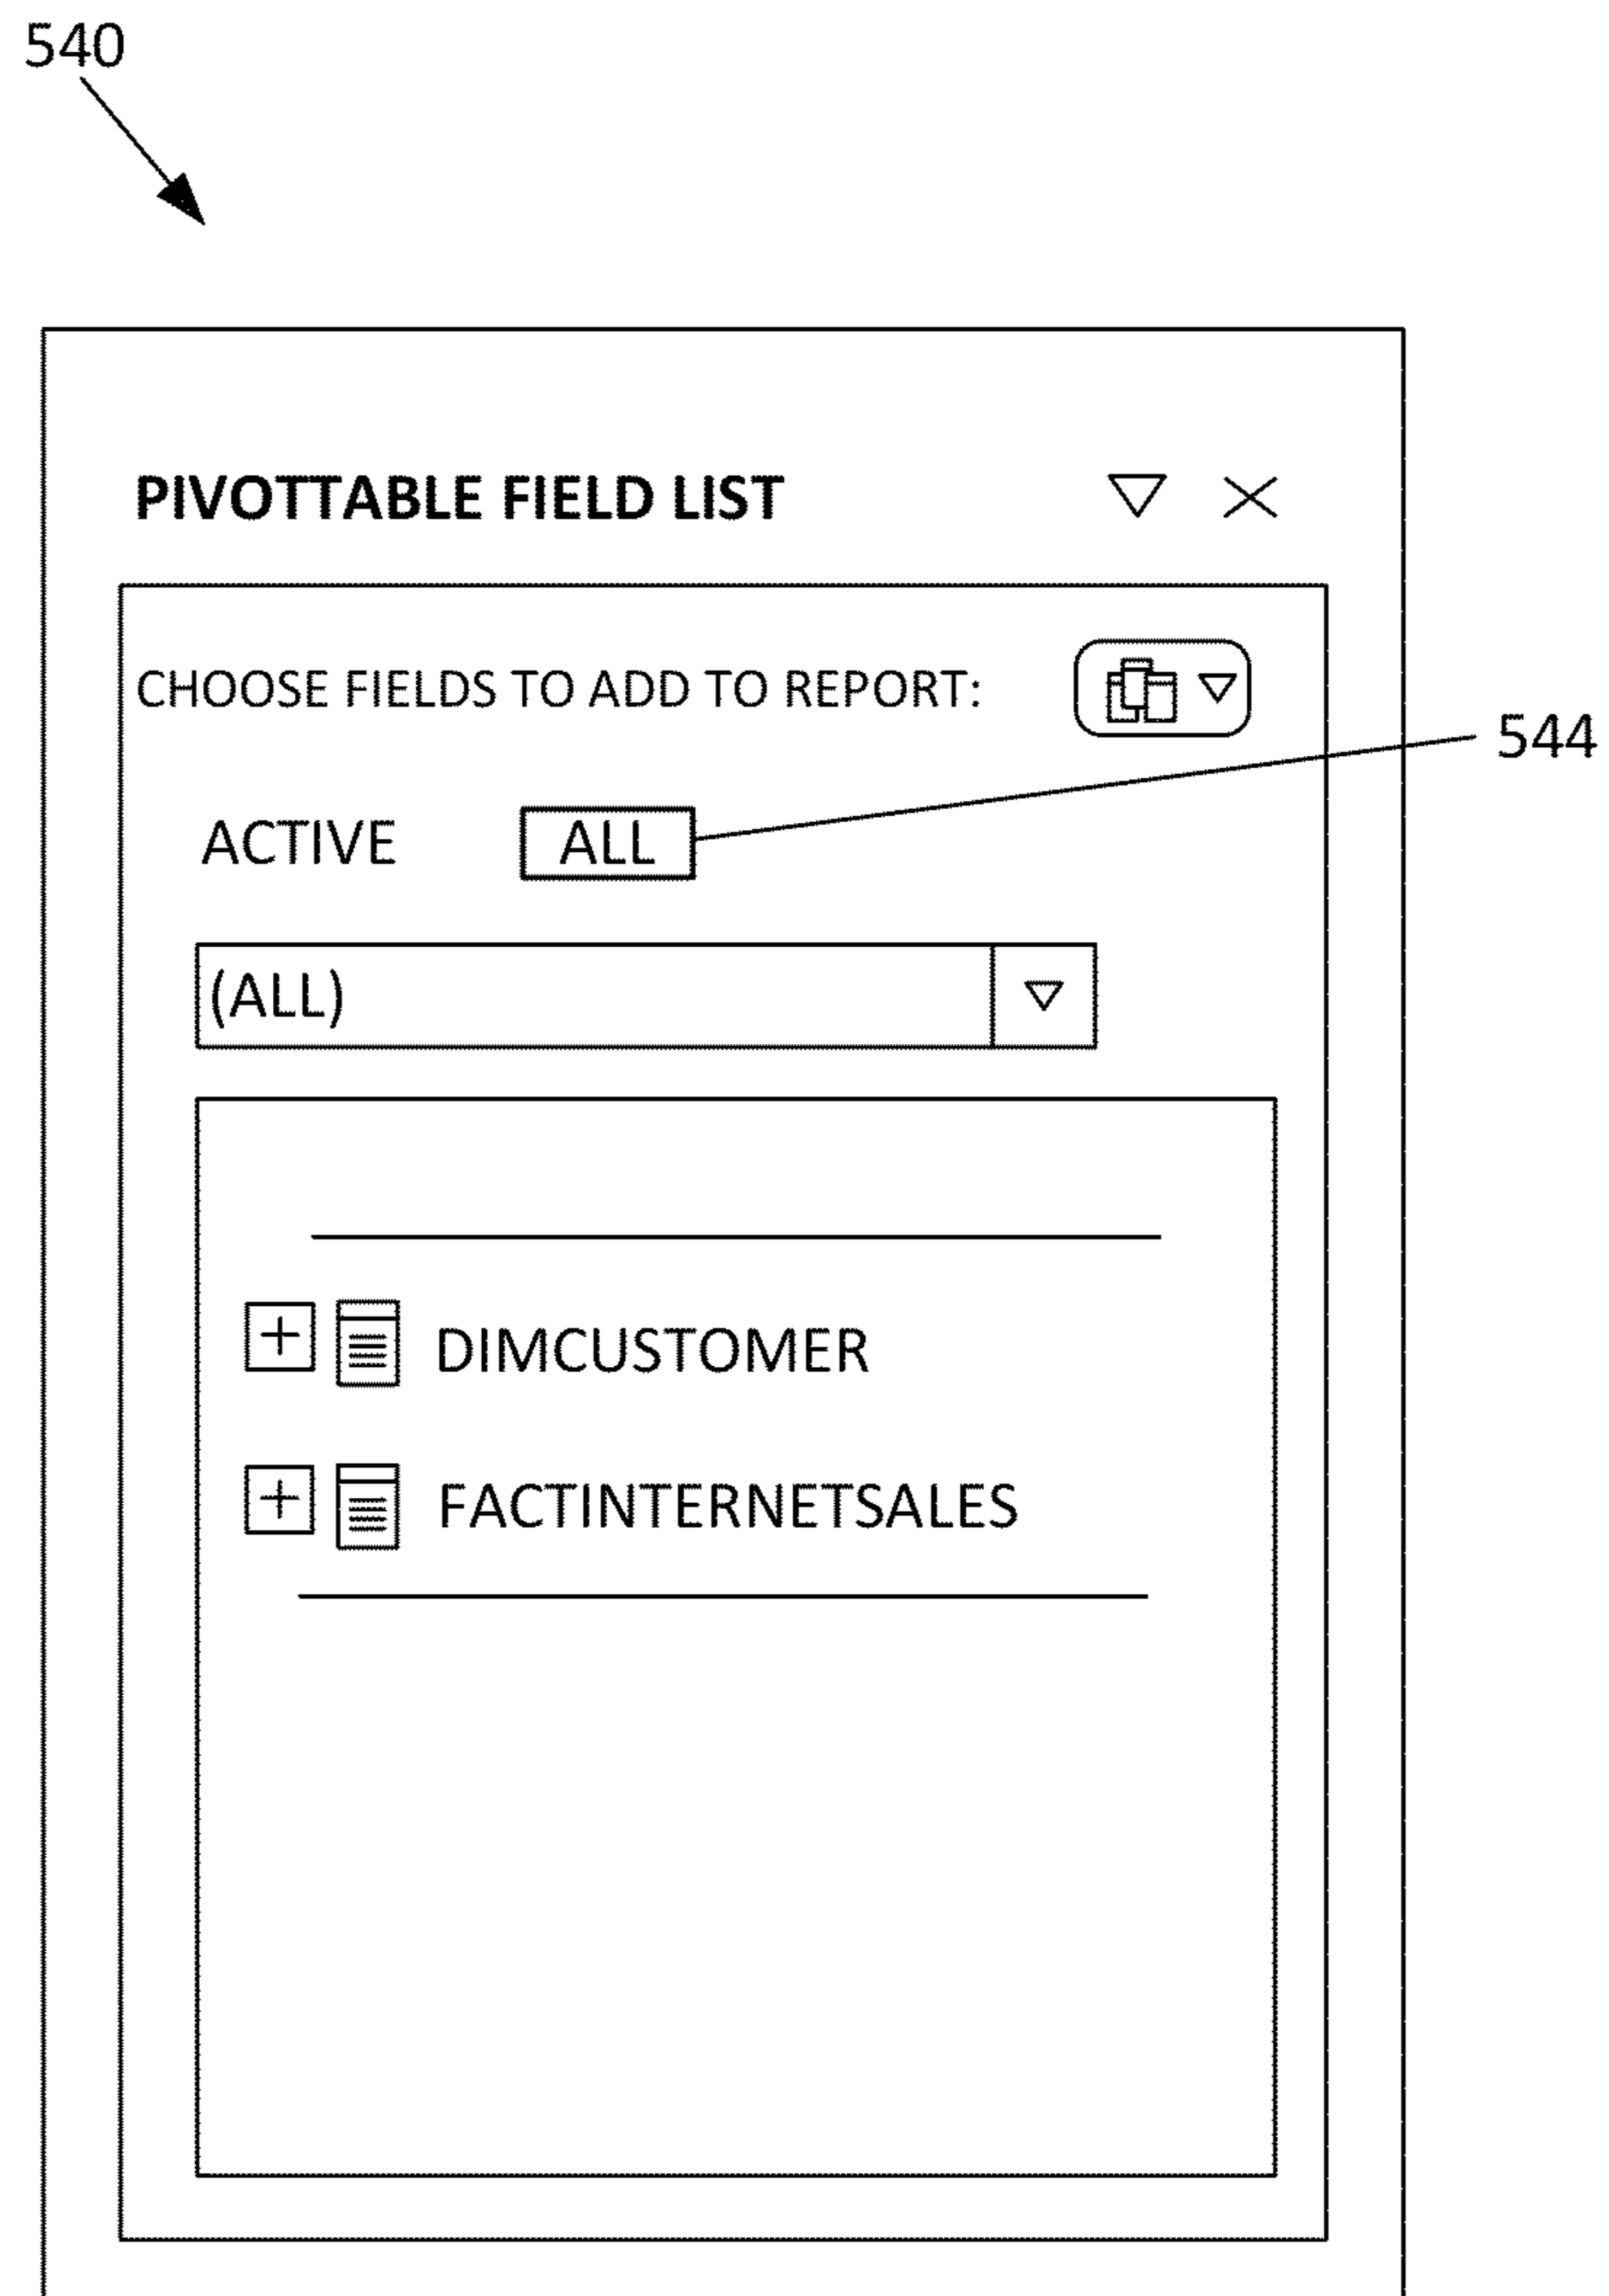 540
PIVOTTABLE FIELD LIST
CHOOSE FIELDS TO ADD TO REPORT:
544
ACTIVE ALL
(ALL)
DIMCUSTOMER
FACTINTERNETSALES